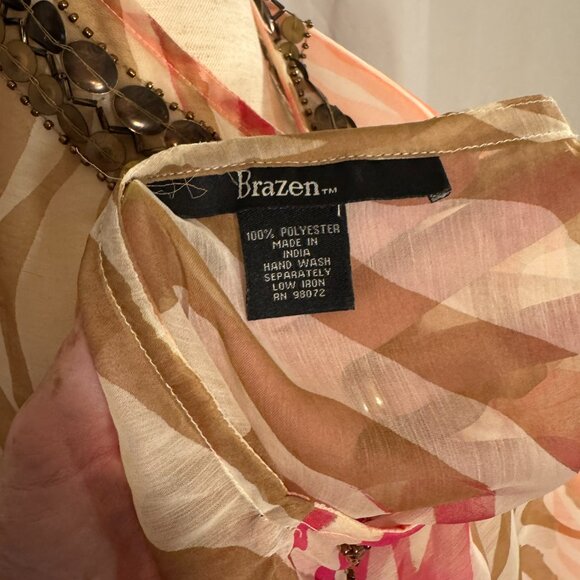 Brazen™
100% POLYESTER
MADE IN
INDIA
HAND WASH
SEPARATELY
LOW IRON
RN 98072